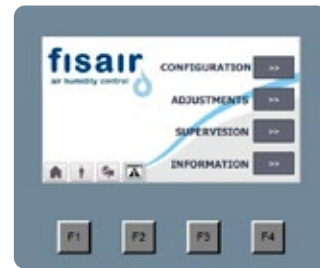 fisair
air humidity control
CONFIGURATION >>
ADJUSTMENTS >>
SUPERVISION >>
INFORMATION >>
F1 F2 F3 F4